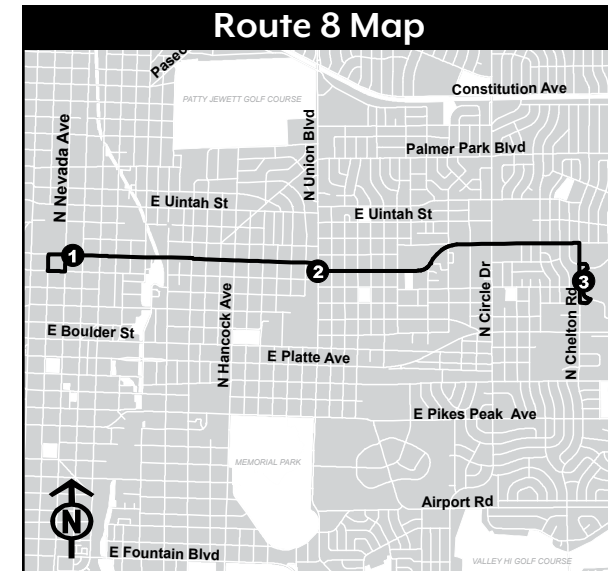 Route 8 Map
Paseo
PATTY JEWETT GOLF COURSE
Constitution Ave
N Nevada Ave
N Union Blvd
Palmer Park Blvd
E Uintah St
E Uintah St
1
2
3
N Hancock Ave
N Circle Dr
N Chelton Rd
E Boulder St
E Platte Ave
E Pikes Peak Ave
MEMORIAL PARK
Airport Rd
N
E Fountain Blvd
VALLEY HI GOLF COURSE